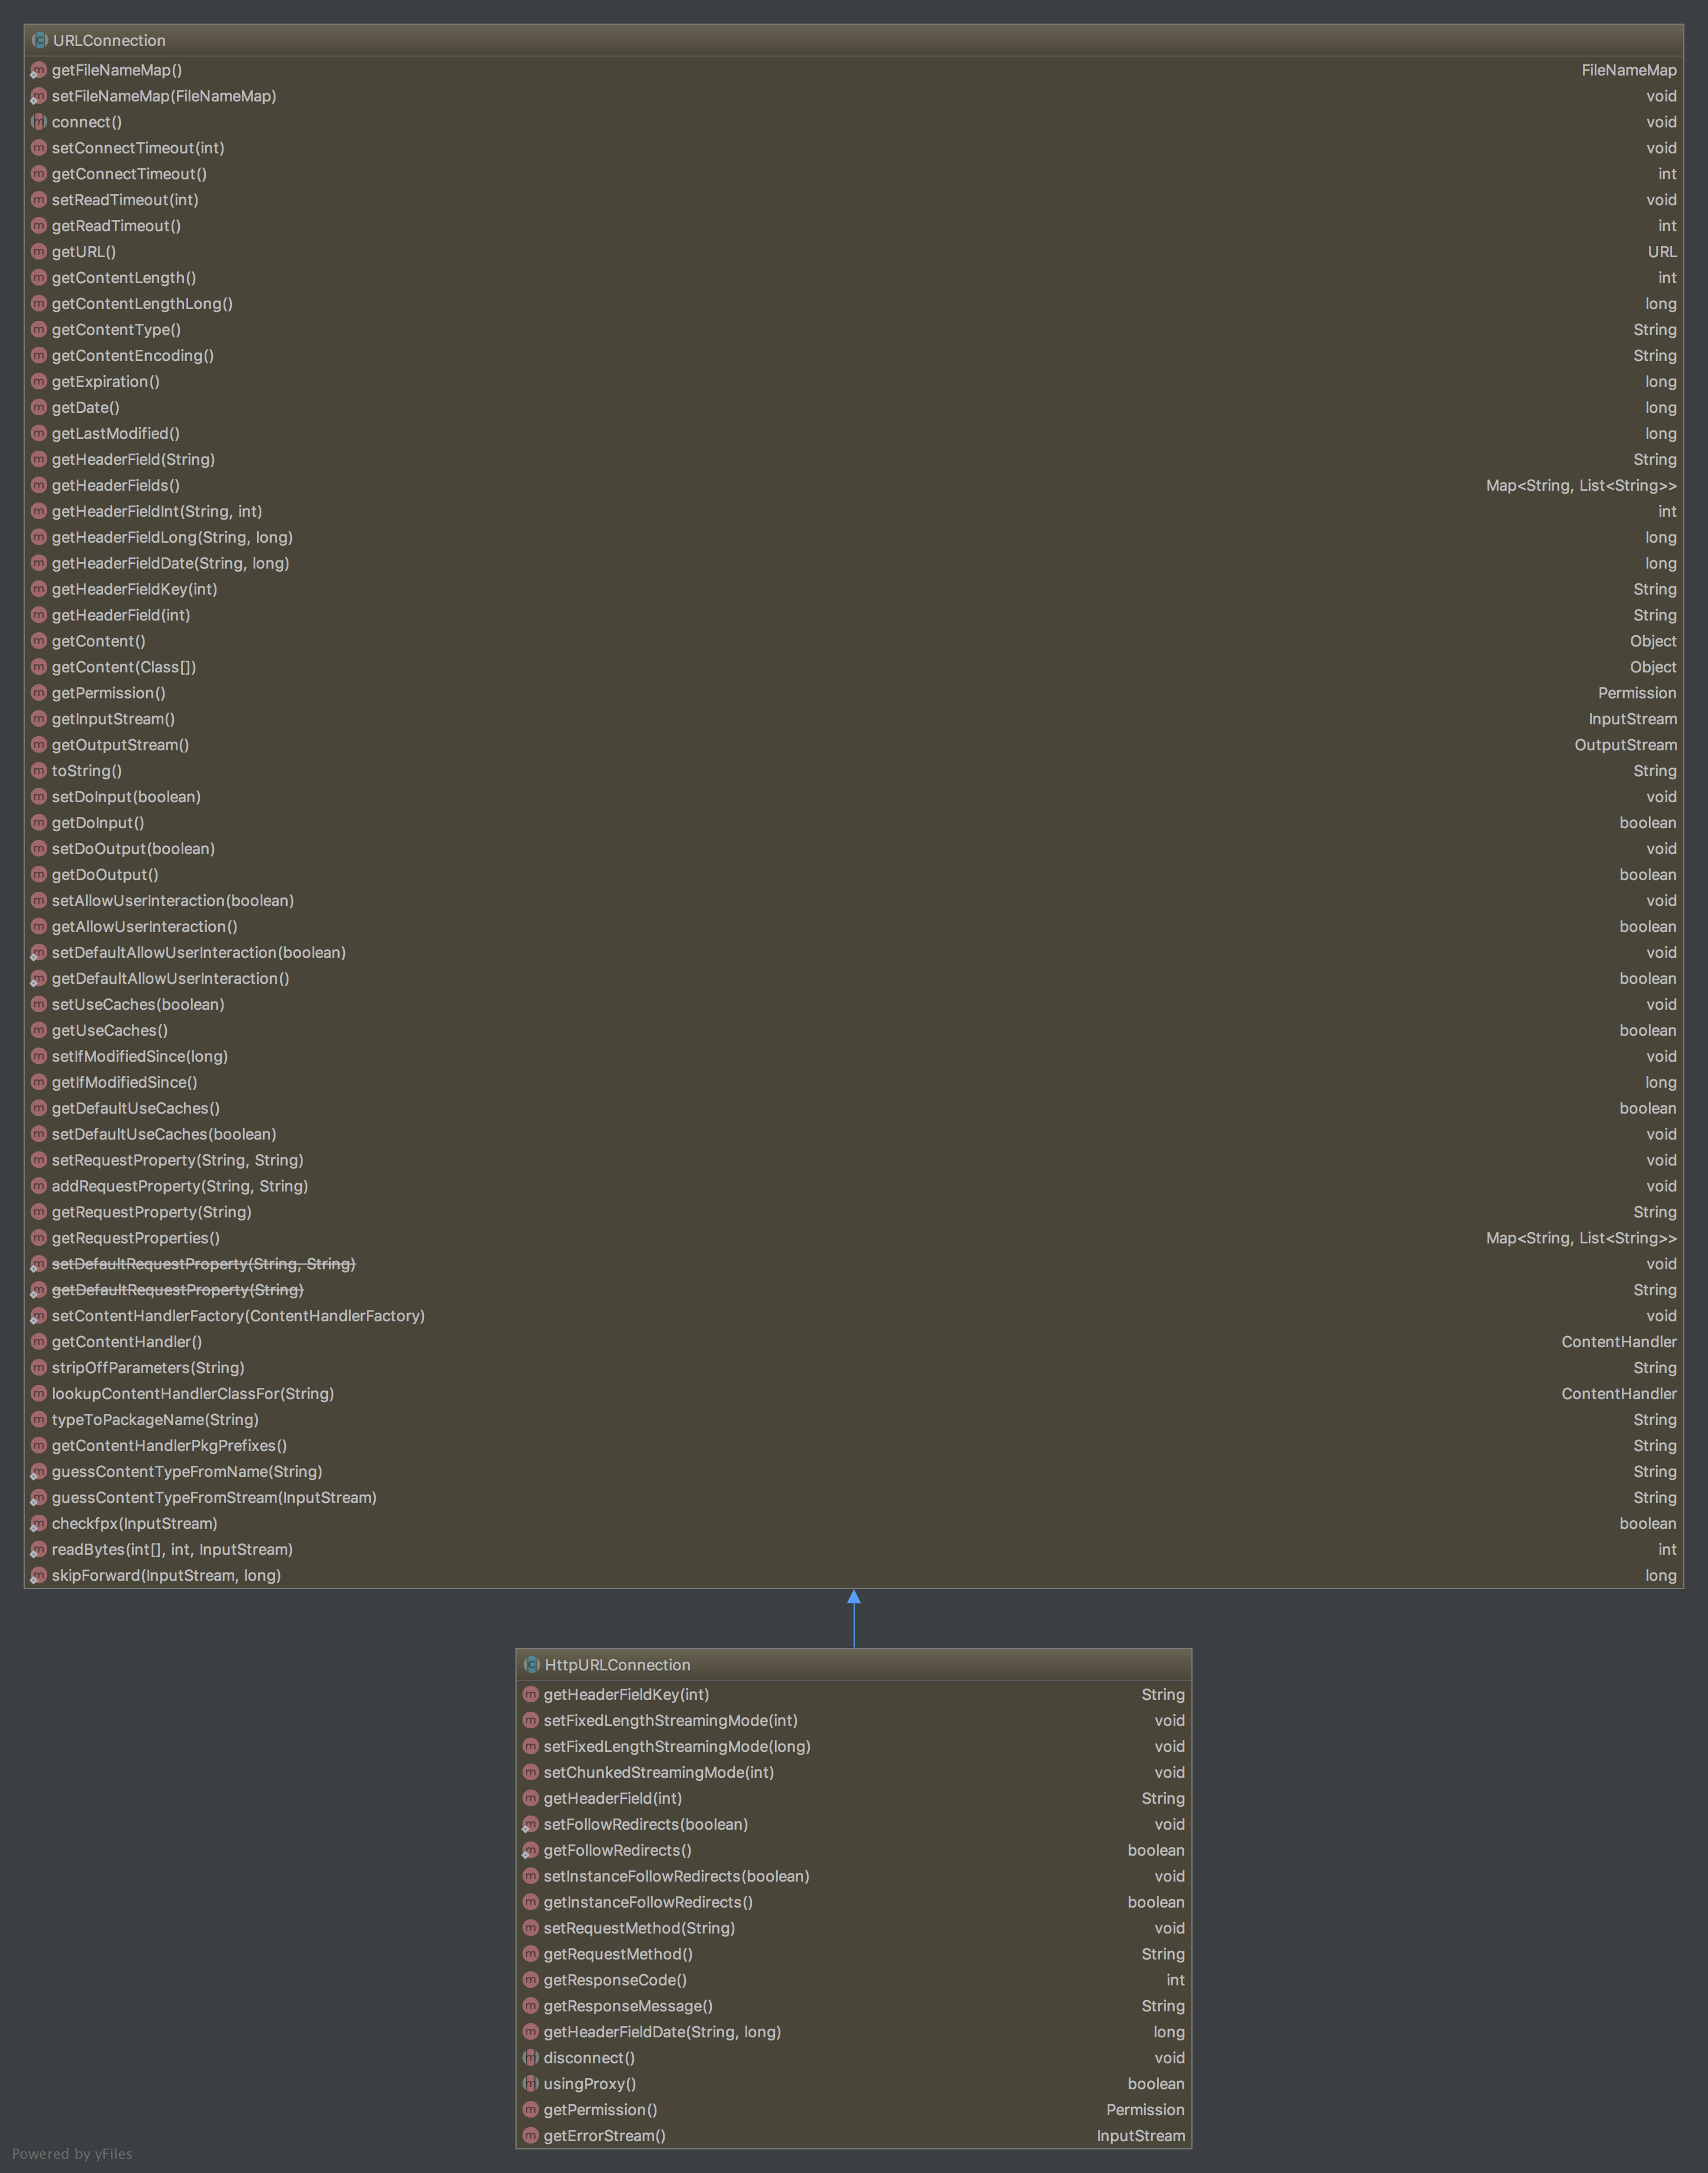 URLConnection
getFileNameMap() FileNameMap
setFileNameMap(FileNameMap) void
connect() void
setConnectTimeout(int) void
getConnectTimeout() int
setReadTimeout(int) void
getReadTimeout() int
getURL() URL
getContentLength() int
getContentLengthLong() long
getContentType() String
getContentEncoding() String
getExpiration() long
getDate() long
getLastModified() long
getHeaderField(String) String
getHeaderFields() Map<String, List<String>>
getHeaderFieldInt(String, int) int
getHeaderFieldLong(String, long) long
getHeaderFieldDate(String, long) long
getHeaderFieldKey(int) String
getHeaderField(int) String
getContent() Object
getContent(Class[]) Object
getPermission() Permission
getInputStream() InputStream
getOutputStream() OutputStream
toString() String
setDoInput(boolean) void
getDoInput() boolean
setDoOutput(boolean) void
getDoOutput() boolean
setAllowUserInteraction(boolean) void
getAllowUserInteraction() boolean
setDefaultAllowUserInteraction(boolean) void
getDefaultAllowUserInteraction() boolean
setUseCaches(boolean) void
getUseCaches() boolean
setIfModifiedSince(long) void
getIfModifiedSince() long
getDefaultUseCaches() boolean
setDefaultUseCaches(boolean) void
setRequestProperty(String, String) void
addRequestProperty(String, String) void
getRequestProperty(String) String
getRequestProperties() Map<String, List<String>>
setDefaultRequestProperty(String, String) void
getDefaultRequestProperty(String) String
setContentHandlerFactory(ContentHandlerFactory) void
getContentHandler() ContentHandler
stripOffParameters(String) String
lookupContentHandlerClassFor(String) ContentHandler
typeToPackageName(String) String
getContentHandlerPkgPrefixes() String
guessContentTypeFromName(String) String
guessContentTypeFromStream(InputStream) String
checkfpx(InputStream) boolean
readBytes(int[], int, InputStream) int
skipForward(InputStream, long) long
HttpURLConnection
getHeaderFieldKey(int) String
setFixedLengthStreamingMode(int) void
setFixedLengthStreamingMode(long) void
setChunkedStreamingMode(int) void
getHeaderField(int) String
setFollowRedirects(boolean) void
getFollowRedirects() boolean
setInstanceFollowRedirects(boolean) void
getInstanceFollowRedirects() boolean
setRequestMethod(String) void
getRequestMethod() String
getResponseCode() int
getResponseMessage() String
getHeaderFieldDate(String, long) long
disconnect() void
usingProxy() boolean
getPermission() Permission
getErrorStream() InputStream
Powered by yFiles